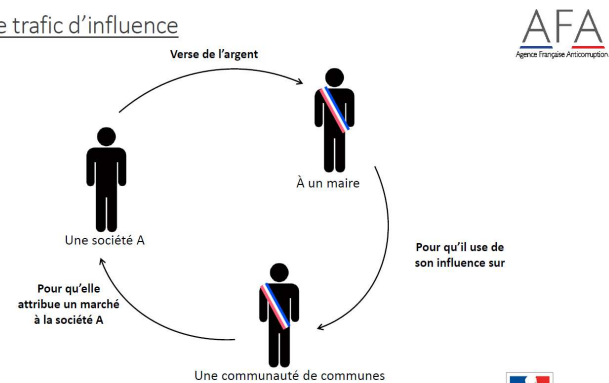 e trafic d'influence
AFA
Agence Française Anticorruption
Verse de l'argent
À un maire
Une société A
Pour qu'il use de
son influence sur
Pour qu'elle
attribue un marché
à la société A
Une communauté de communes